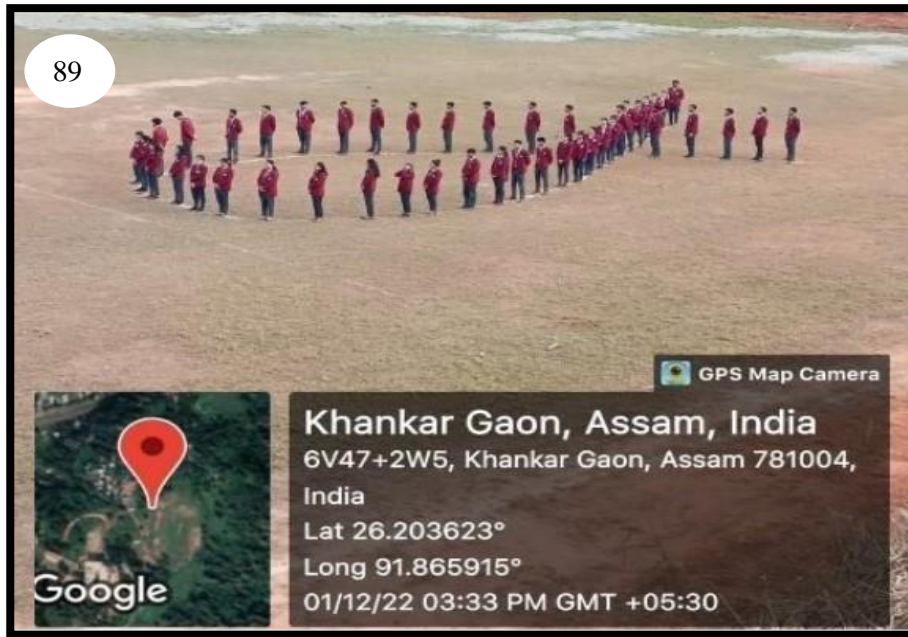 89
GPS Map Camera
Khankar Gaon, Assam, India
6V47+2W5, Khankar Gaon, Assam 781004,
India
Lat 26.203623°
Long 91.865915°
01/12/22 03:33 PM GMT +05:30
Google